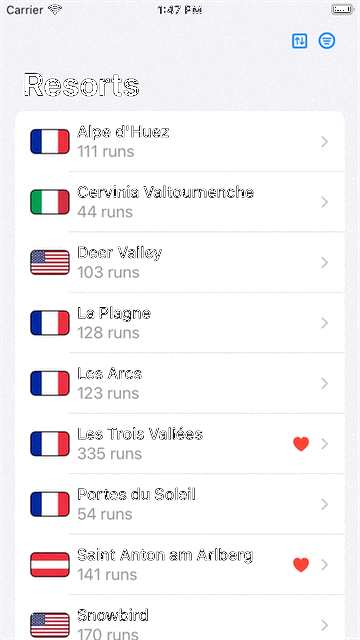 Carrier 1:47 PM
Resorts
Alpe d'Huez
111 runs
Cervinia Valtournenche
44 runs
Deer Valley
103 runs
La Plagne
128 runs
Les Arcs
123 runs
Les Trois Vallées
335 runs
Portes du Soleil
54 runs
Saint Anton am Arlberg
141 runs
Snowbird
170 runs